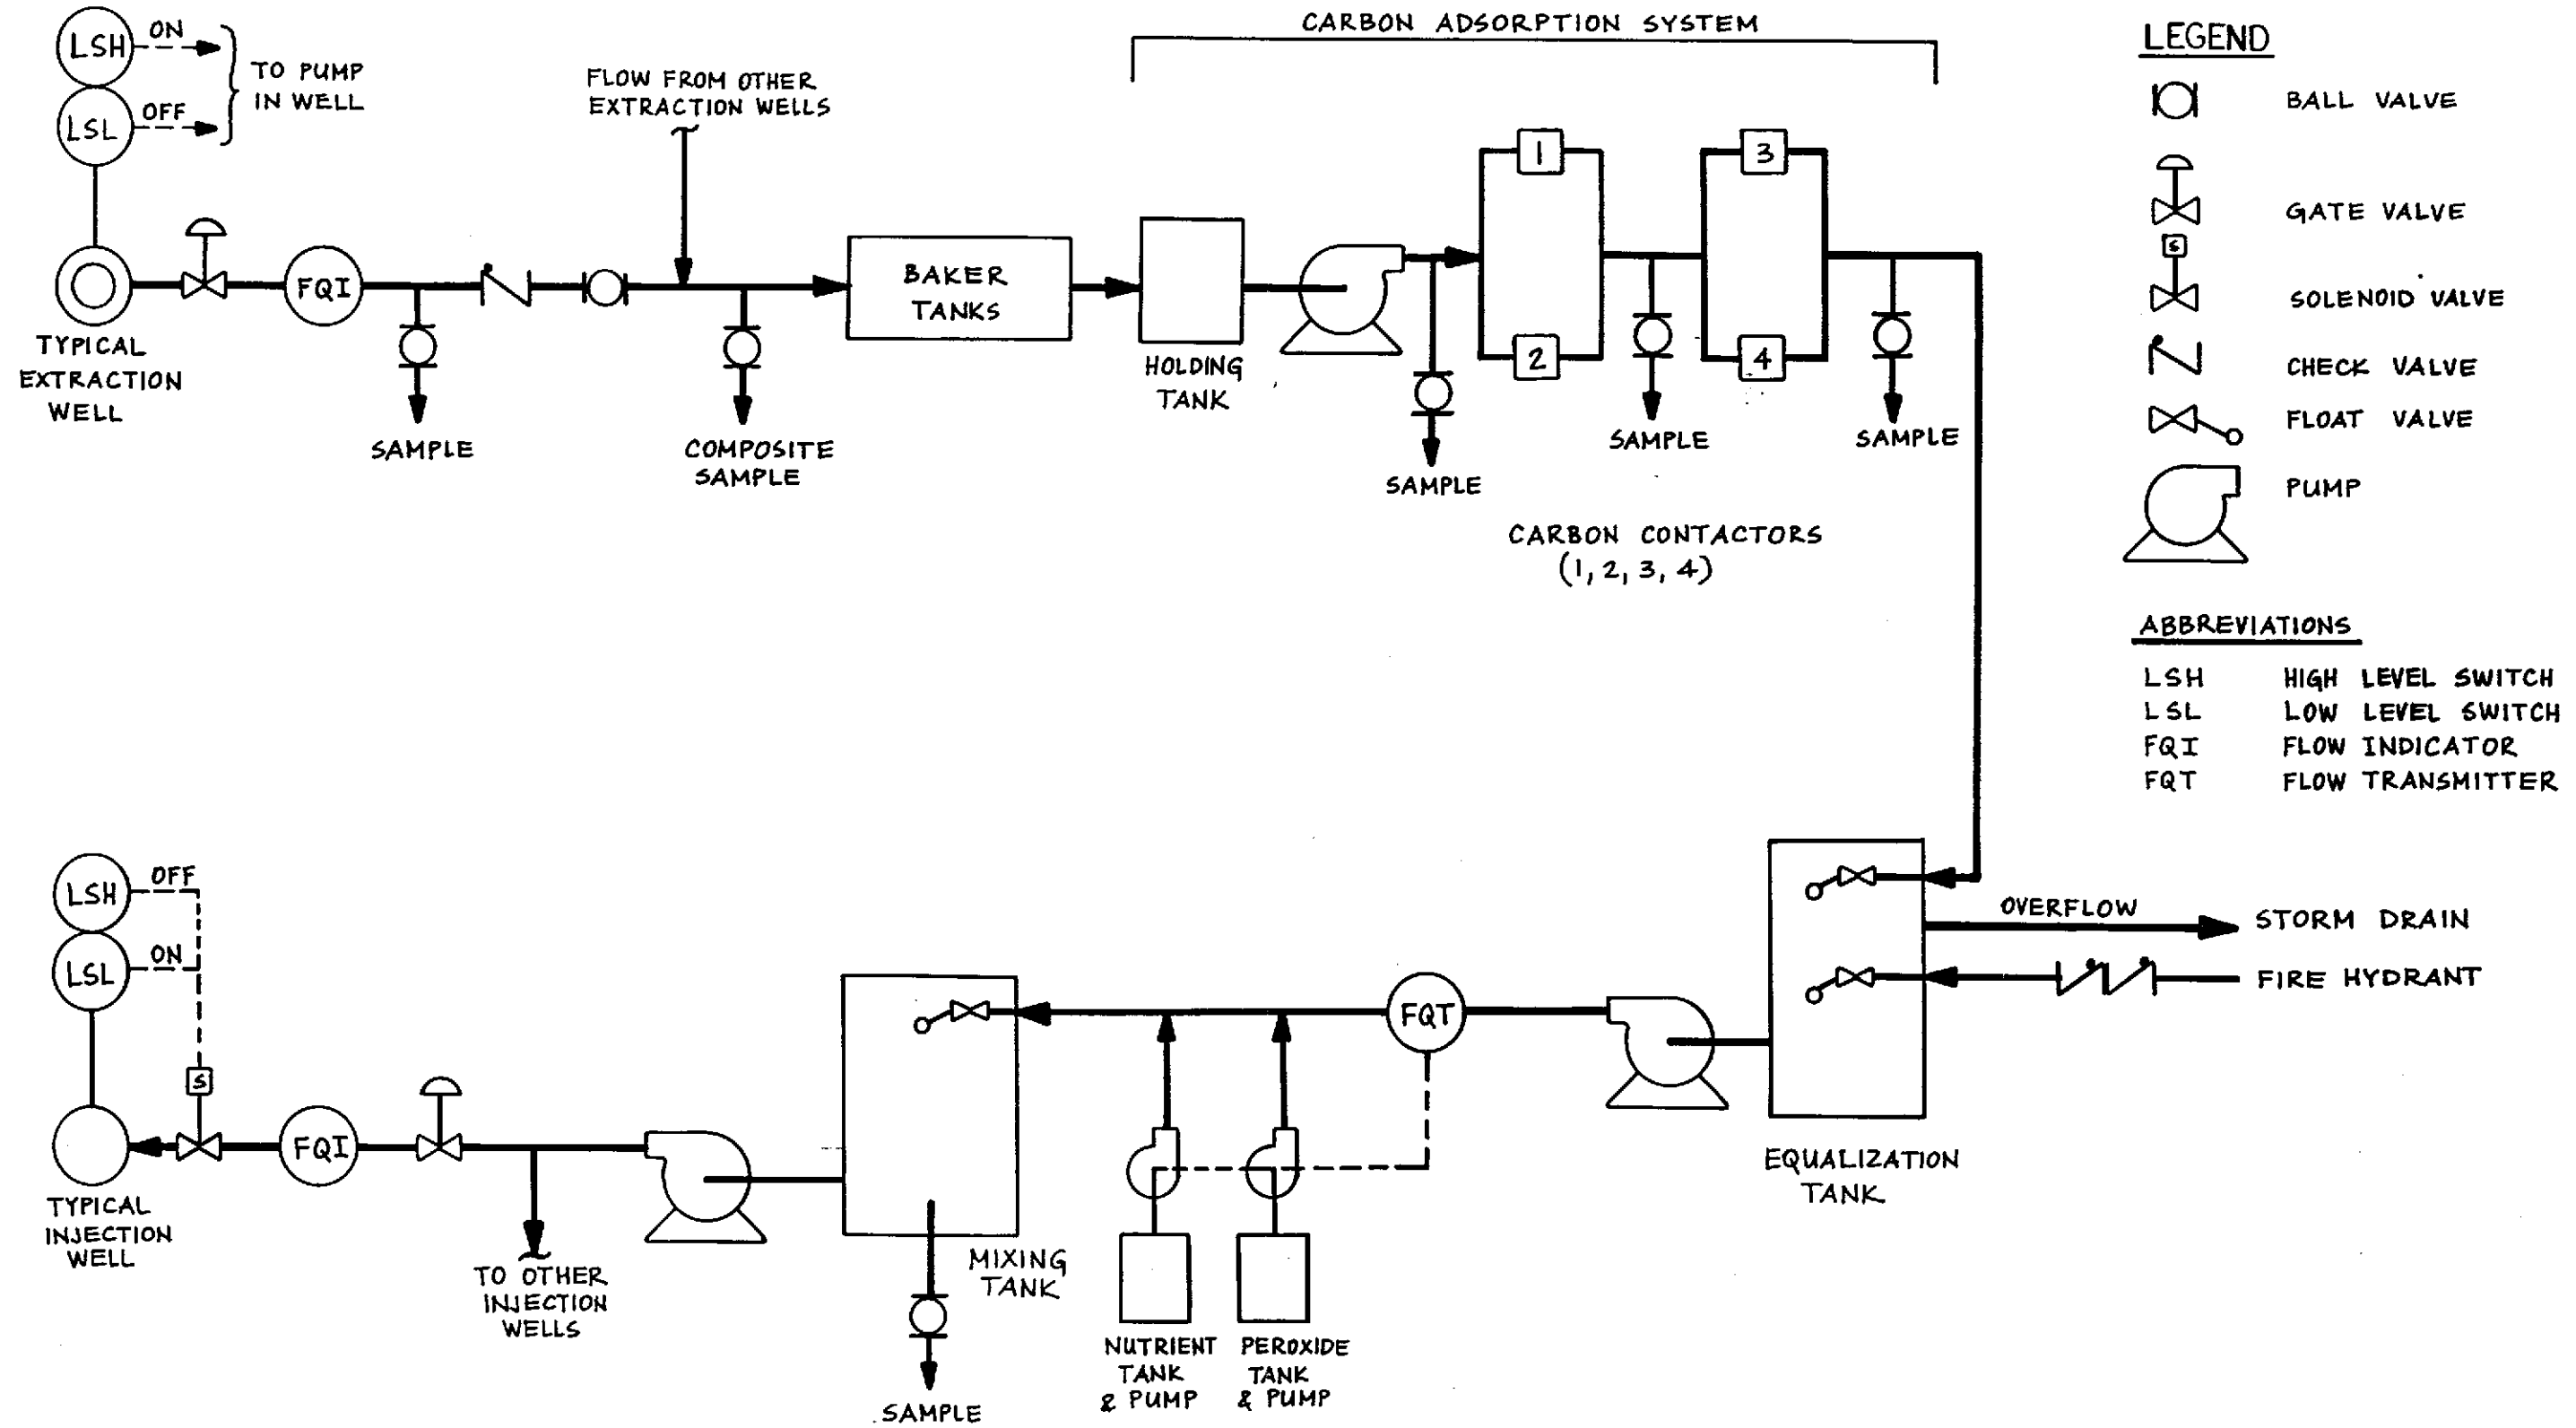 CARBON ADSORPTION SYSTEM
LSH
ON
LSL
OFF
TO PUMP
IN WELL
FLOW FROM OTHER
EXTRACTION WELLS
FQI
TYPICAL
EXTRACTION
WELL
SAMPLE
COMPOSITE
SAMPLE
BAKER
TANKS
HOLDING
TANK
SAMPLE
1
2
SAMPLE
3
4
SAMPLE
CARBON CONTACTORS
(1, 2, 3, 4)
LEGEND
BALL VALVE
GATE VALVE
S
SOLENOID VALVE
CHECK VALVE
FLOAT VALVE
PUMP
ABBREVIATIONS
LSH HIGH LEVEL SWITCH
LSL LOW LEVEL SWITCH
FQI FLOW INDICATOR
FQT FLOW TRANSMITTER
LSH
OFF
LSL
ON
S
FQI
TYPICAL
INJECTION
WELL
TO OTHER
INJECTION
WELLS
MIXING
TANK
SAMPLE
NUTRIENT
TANK
& PUMP
PEROXIDE
TANK
& PUMP
FQT
EQUALIZATION
TANK
OVERFLOW
STORM DRAIN
FIRE HYDRANT